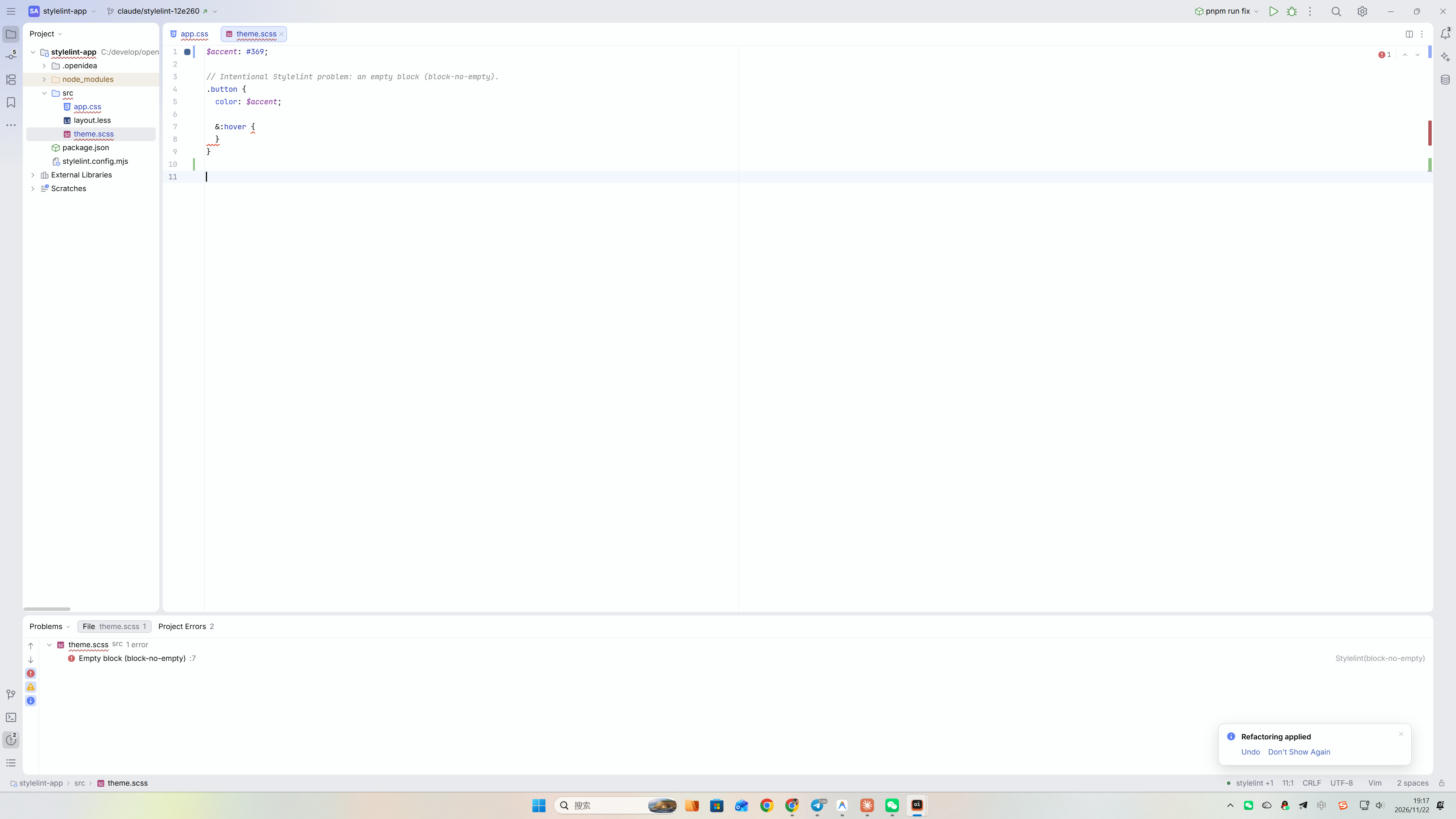 SA stylelint-app claude/stylelint-12e260 pnpm run fix
Project
app.css theme.scss
stylelint-app C:/develop/open
.openidea
node_modules
src
app.css
layout.less
theme.scss
package.json
stylelint.config.mjs
External Libraries
Scratches
5
1 $accent: #369;
2
3 // Intentional Stylelint problem: an empty block (block-no-empty).
4 .button {
5 color: $accent;
6
7 &:hover {
8 }
9 }
10
11
1
Problems File theme.scss 1 Project Errors 2
theme.scss src 1 error
Empty block (block-no-empty) :7 Stylelint(block-no-empty)
2
Refactoring applied
Undo Don't Show Again
stylelint-app src theme.scss stylelint +1 11:1 CRLF UTF-8 Vim 2 spaces
搜索
19:17
2026/11/22